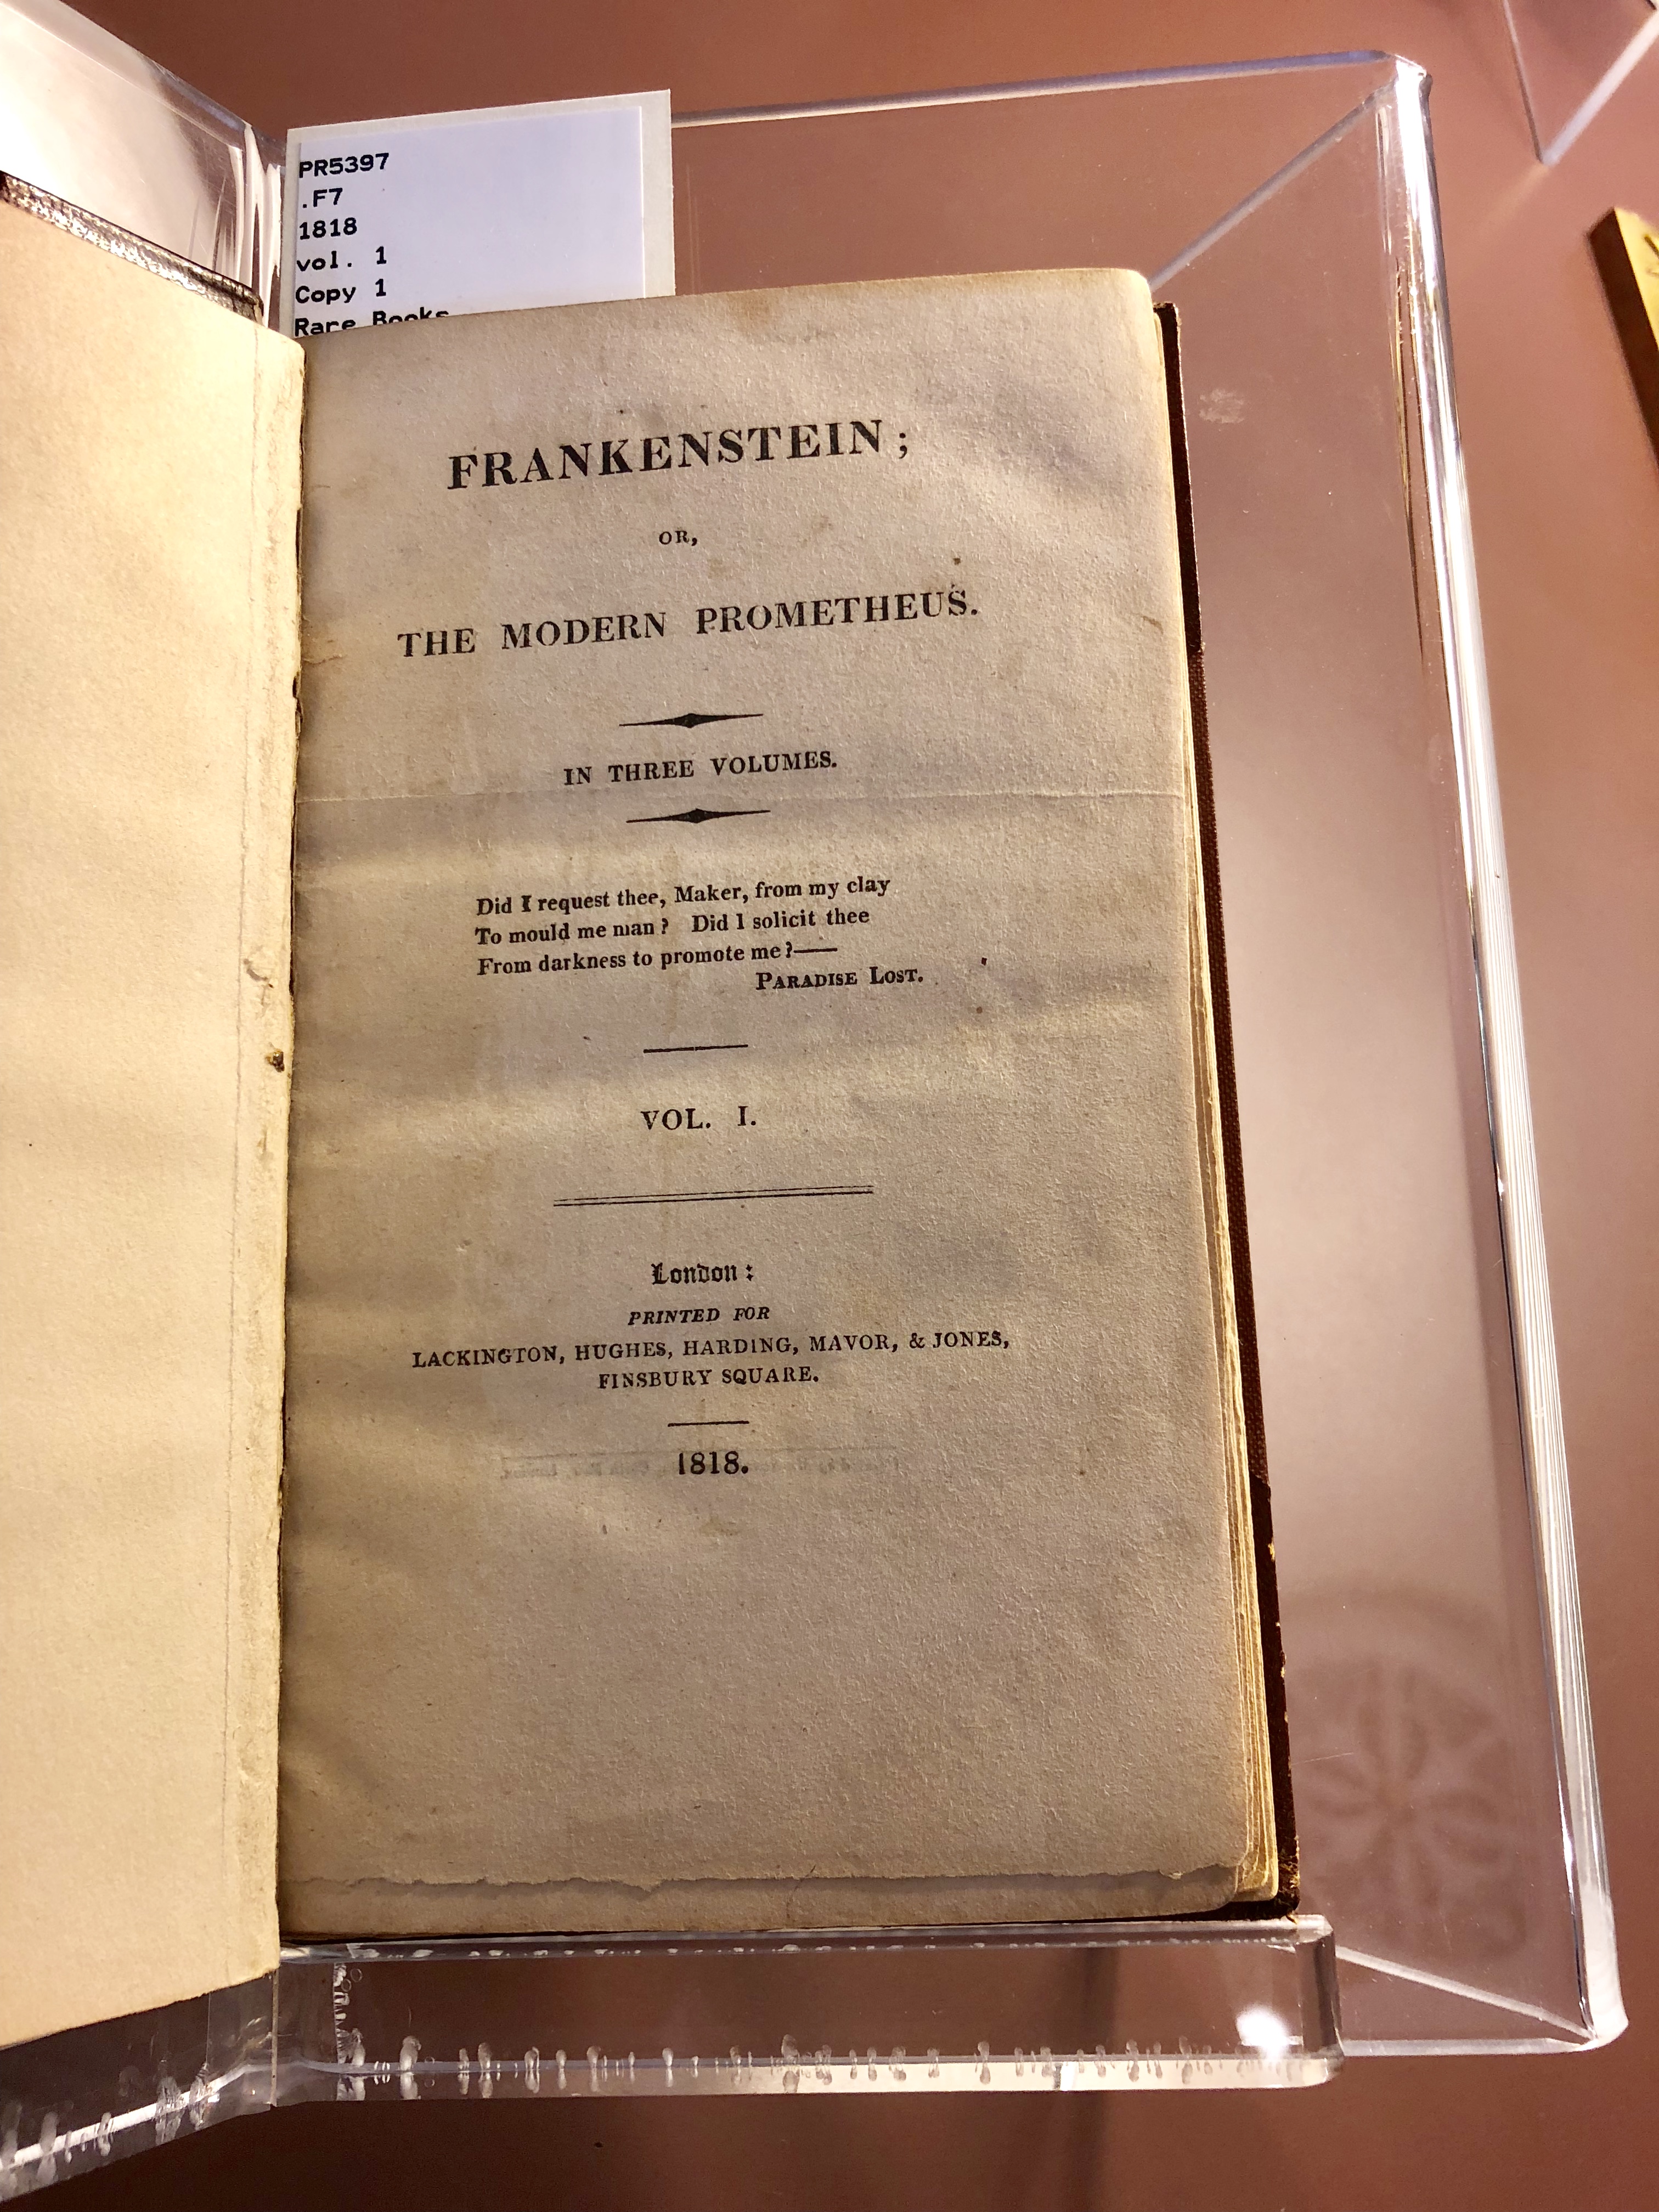 PR5397
.F7
1818
vol. 1
Copy 1
Rare Books
FRANKENSTEIN;
OR,
THE MODERN PROMETHEUS.
IN THREE VOLUMES.
Did I request thee, Maker, from my clay
To mould me man? Did I solicit thee
From darkness to promote me?——
PARADISE LOST.
VOL. I.
London:
PRINTED FOR
LACKINGTON, HUGHES, HARDING, MAVOR, & JONES,
FINSBURY SQUARE.
1818.